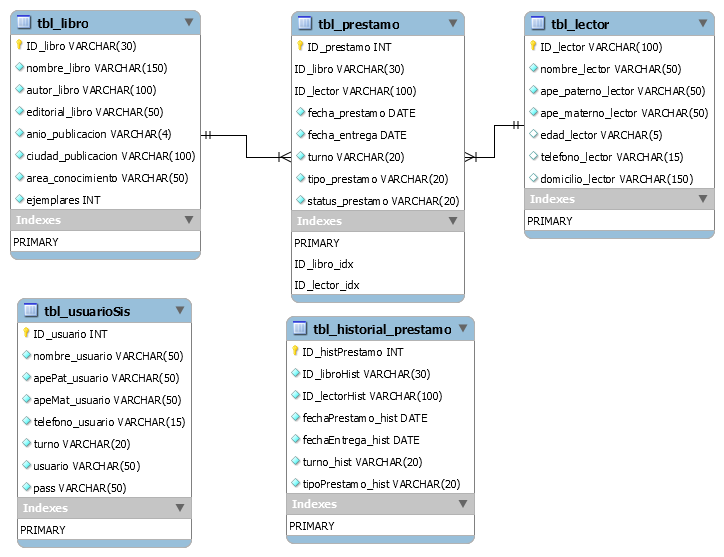 tbl_libro
ID_libro VARCHAR(30)
nombre_libro VARCHAR(150)
autor_libro VARCHAR(100)
editorial_libro VARCHAR(50)
anio_publicacion VARCHAR(4)
ciudad_publicacion VARCHAR(100)
area_conocimiento VARCHAR(50)
ejemplares INT
Indexes
PRIMARY
tbl_prestamo
ID_prestamo INT
ID_libro VARCHAR(30)
ID_lector VARCHAR(100)
fecha_prestamo DATE
fecha_entrega DATE
turno VARCHAR(20)
tipo_prestamo VARCHAR(20)
status_prestamo VARCHAR(20)
Indexes
PRIMARY
ID_libro_idx
ID_lector_idx
tbl_lector
ID_lector VARCHAR(100)
nombre_lector VARCHAR(50)
ape_paterno_lector VARCHAR(50)
ape_materno_lector VARCHAR(50)
edad_lector VARCHAR(5)
telefono_lector VARCHAR(15)
domicilio_lector VARCHAR(150)
Indexes
PRIMARY
tbl_usuarioSis
ID_usuario INT
nombre_usuario VARCHAR(50)
apePat_usuario VARCHAR(50)
apeMat_usuario VARCHAR(50)
telefono_usuario VARCHAR(15)
turno VARCHAR(20)
usuario VARCHAR(50)
pass VARCHAR(50)
Indexes
PRIMARY
tbl_historial_prestamo
ID_histPrestamo INT
ID_libroHist VARCHAR(30)
ID_lectorHist VARCHAR(100)
fechaPrestamo_hist DATE
fechaEntrega_hist DATE
turno_hist VARCHAR(20)
tipoPrestamo_hist VARCHAR(20)
Indexes
PRIMARY